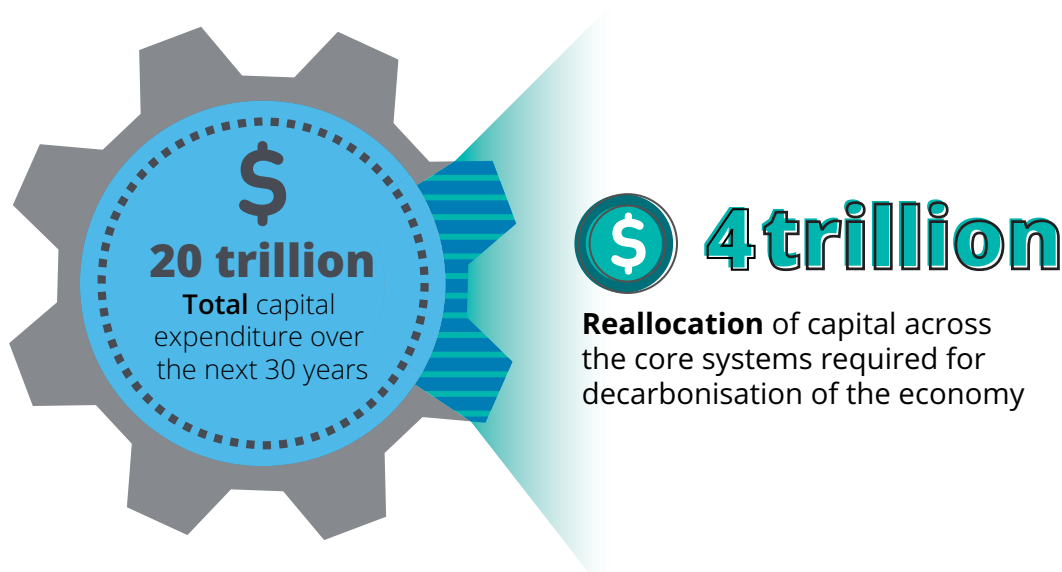 $
20 trillion
Total capital
expenditure over
the next 30 years
$ 4 trillion
Reallocation of capital across
the core systems required for
decarbonisation of the economy